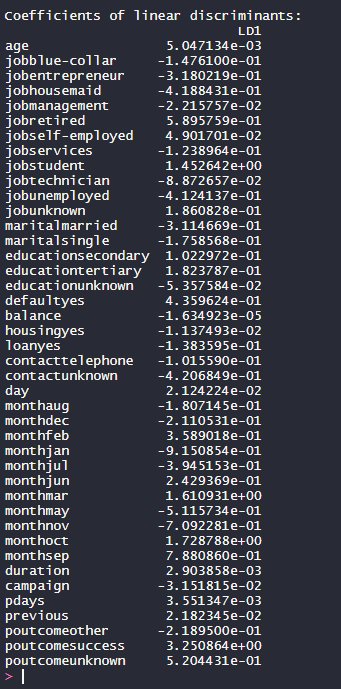 Coefficients of linear discriminants:
LD1
age 5.047134e-03
jobblue-collar -1.476100e-01
jobentrepreneur -3.180219e-01
jobhousemaid -4.188431e-01
jobmanagement -2.215757e-02
jobretired 5.895759e-01
jobself-employed 4.901701e-02
jobservices -1.238964e-01
jobstudent 1.452642e+00
jobtechnician -8.872657e-02
jobunemployed -4.124137e-01
jobunknown 1.860828e-01
maritalmarried -3.114669e-01
maritalsingle -1.758568e-01
educationsecondary 1.022972e-01
educationtertiary 1.823787e-01
educationunknown -5.357584e-02
defaultyes 4.359624e-01
balance -1.634923e-05
housingyes -1.137493e-02
loanyes -1.383595e-01
contacttelephone -1.015590e-01
contactunknown -4.206849e-01
day 2.124224e-02
monthaug -1.807145e-01
monthdec -2.110531e-01
monthfeb 3.589018e-01
monthjan -9.150854e-01
monthjul -3.945153e-01
monthjun 2.429369e-01
monthmar 1.610931e+00
monthmay -5.115734e-01
monthnov -7.092281e-01
monthoct 1.728788e+00
monthsep 7.880860e-01
duration 2.903858e-03
campaign -3.151815e-02
pdays 3.551347e-03
previous 2.182345e-02
poutcomeother -2.189500e-01
poutcomesuccess 3.250864e+00
poutcomeunknown 5.204431e-01
>